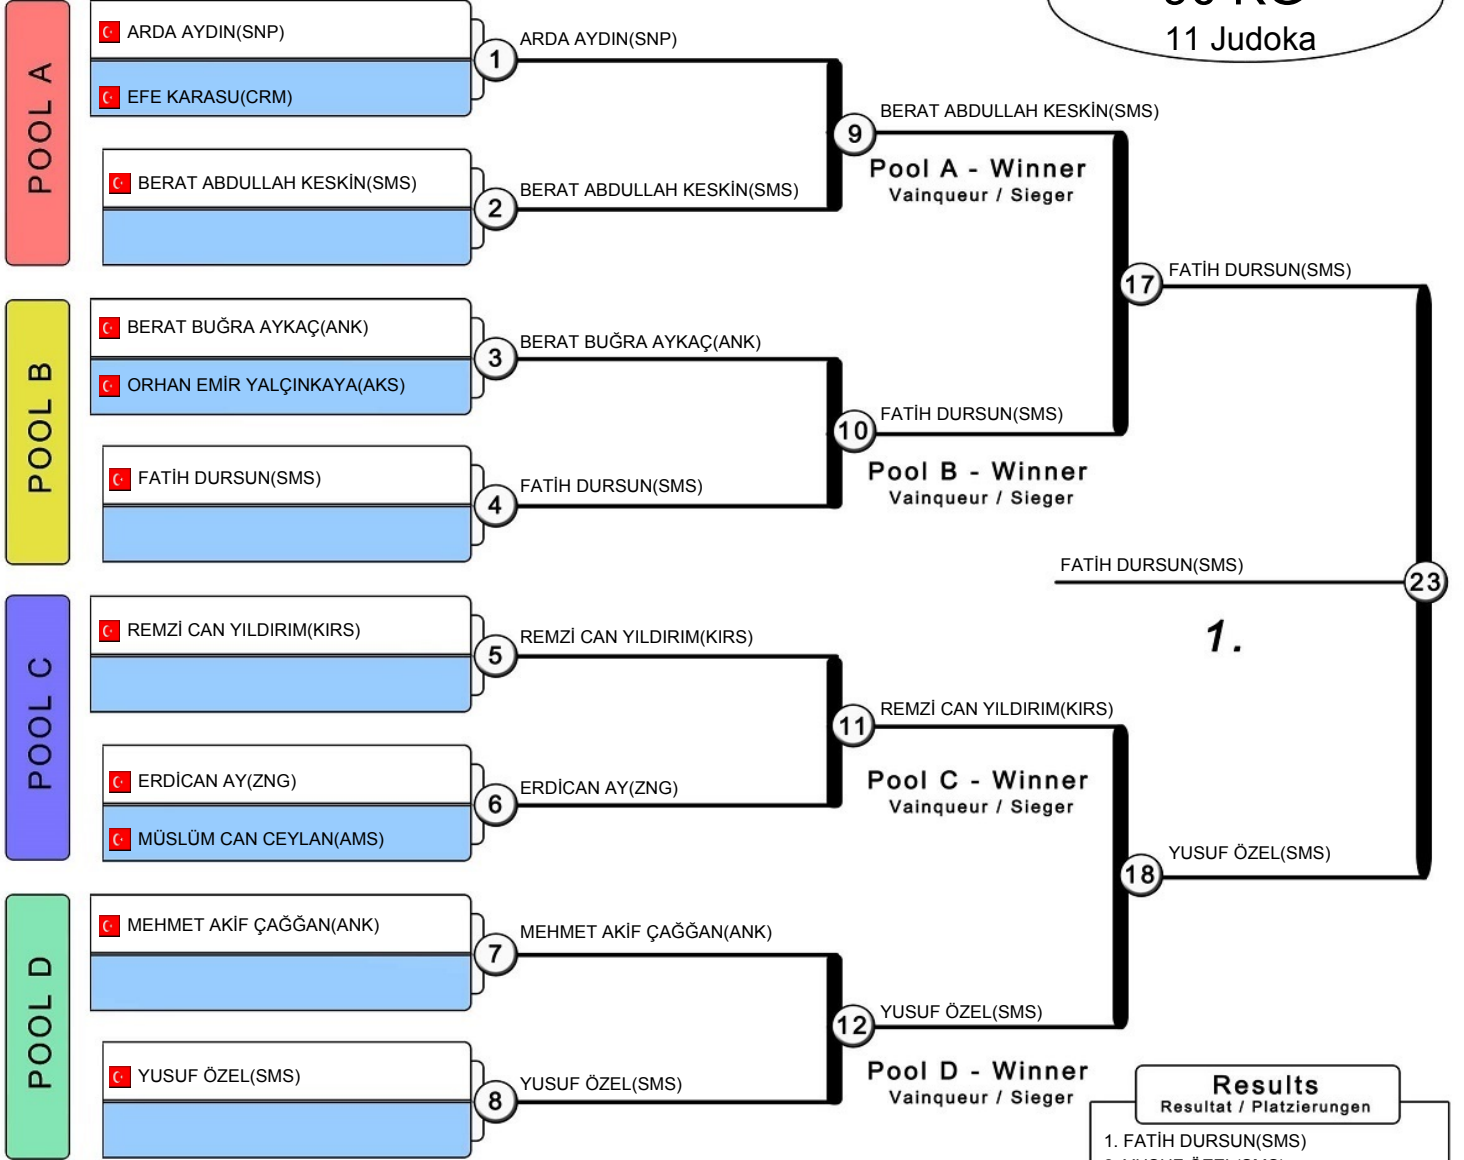 11 Judoka
POOL A
ARDA AYDIN(SNP)
EFE KARASU(CRM)
1
ARDA AYDIN(SNP)
BERAT ABDULLAH KESKİN(SMS)
2
BERAT ABDULLAH KESKİN(SMS)
9
BERAT ABDULLAH KESKİN(SMS)
Pool A - Winner
Vainqueur / Sieger
POOL B
BERAT BUĞRA AYKAÇ(ANK)
ORHAN EMİR YALÇINKAYA(AKS)
3
BERAT BUĞRA AYKAÇ(ANK)
FATİH DURSUN(SMS)
4
FATİH DURSUN(SMS)
10
FATİH DURSUN(SMS)
Pool B - Winner
Vainqueur / Sieger
17
FATİH DURSUN(SMS)
POOL C
REMZİ CAN YILDIRIM(KIRS)
5
REMZİ CAN YILDIRIM(KIRS)
ERDİCAN AY(ZNG)
MÜSLÜM CAN CEYLAN(AMS)
6
ERDİCAN AY(ZNG)
11
REMZİ CAN YILDIRIM(KIRS)
Pool C - Winner
Vainqueur / Sieger
POOL D
MEHMET AKİF ÇAĞĞAN(ANK)
7
MEHMET AKİF ÇAĞĞAN(ANK)
YUSUF ÖZEL(SMS)
8
YUSUF ÖZEL(SMS)
12
YUSUF ÖZEL(SMS)
Pool D - Winner
Vainqueur / Sieger
18
YUSUF ÖZEL(SMS)
FATİH DURSUN(SMS)
23
1.
Results
Resultat / Platzierungen
1. FATİH DURSUN(SMS)